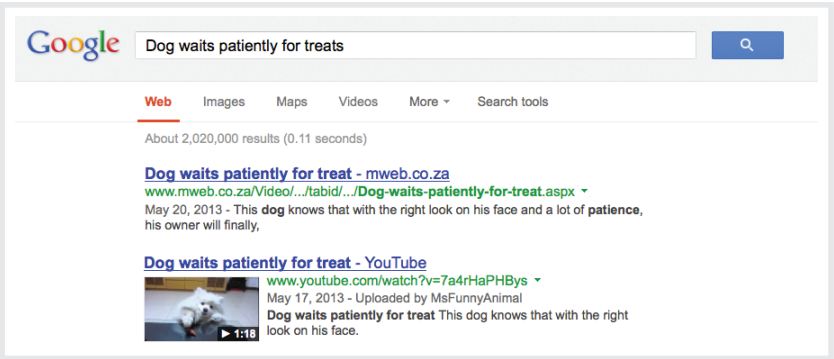 Google
Dog waits patiently for treats
Web Images Maps Videos More Search tools
About 2,020,000 results (0.11 seconds)
Dog waits patiently for treat - mweb.co.za
www.mweb.co.za/Video/.../tabid/.../Dog-waits-patiently-for-treat.aspx
May 20, 2013 - This dog knows that with the right look on his face and a lot of patience,
his owner will finally,
Dog waits patiently for treat - YouTube
www.youtube.com/watch?v=7a4rHaPHBys
May 17, 2013 - Uploaded by MsFunnyAnimal
Dog waits patiently for treat This dog knows that with the right
look on his face.
1:18